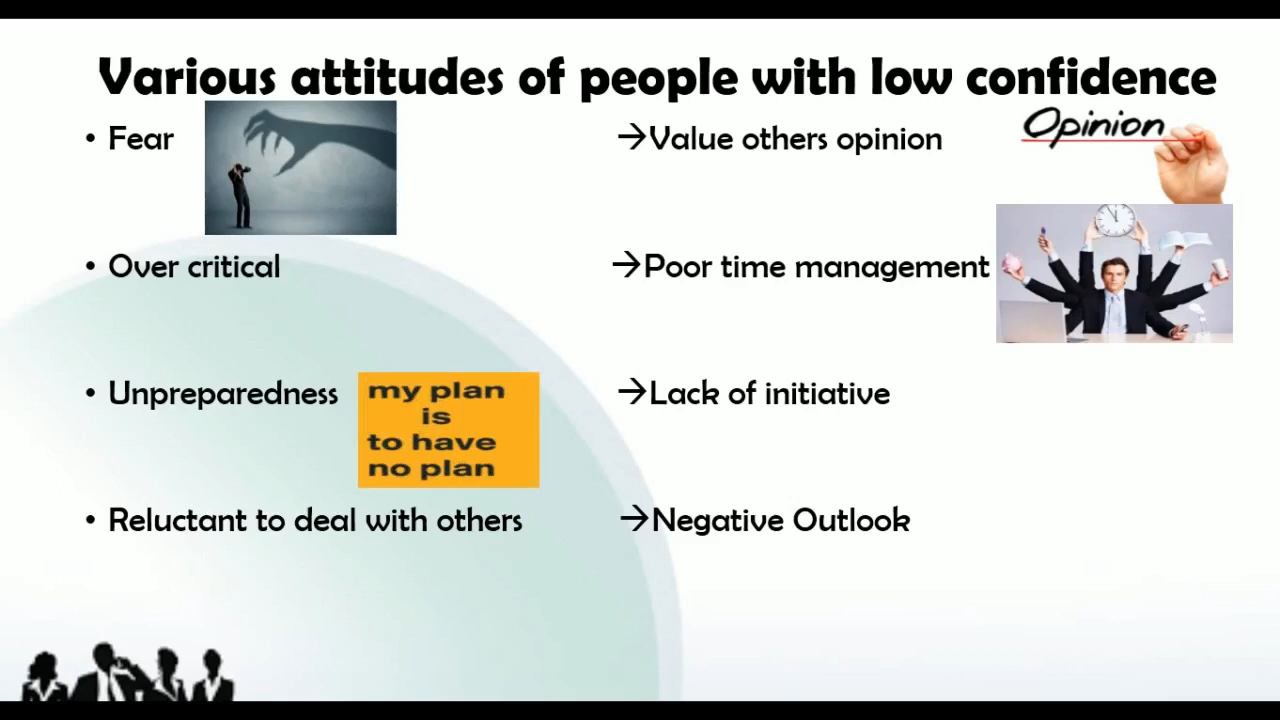 Various attitudes of people with low confidence
• Fear
→Value others opinion
Opinion
• Over critical
→Poor time management
• Unpreparedness
my plan
is
to have
no plan
→Lack of initiative
• Reluctant to deal with others
→Negative Outlook